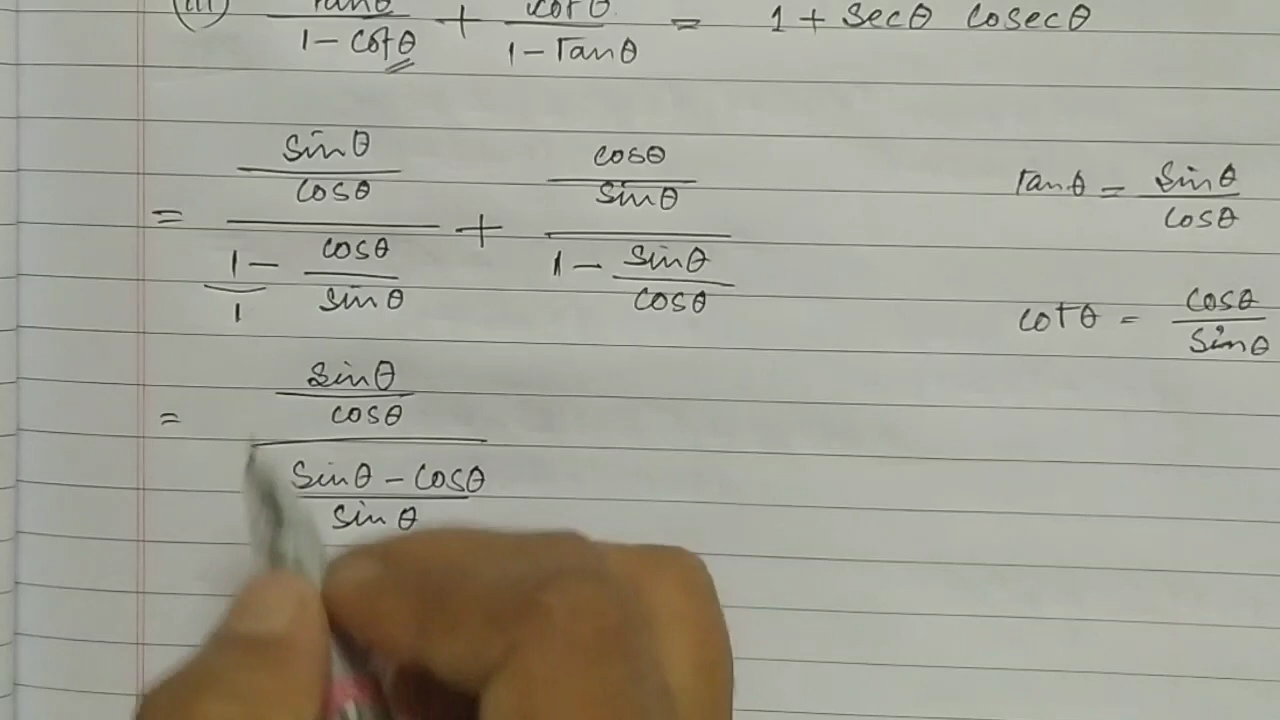 (iii) Tanθ / 1 - Cotθ + Cotθ / 1 - Tanθ = 1 + Secθ Cosecθ
= (Sinθ / Cosθ) / (1/1 - Cosθ / Sinθ) + (Cosθ / Sinθ) / (1 - Sinθ / Cosθ)
Tanθ = Sinθ / Cosθ
Cotθ = Cosθ / Sinθ
= (Sinθ / Cosθ) / (Sinθ - Cosθ / Sinθ)